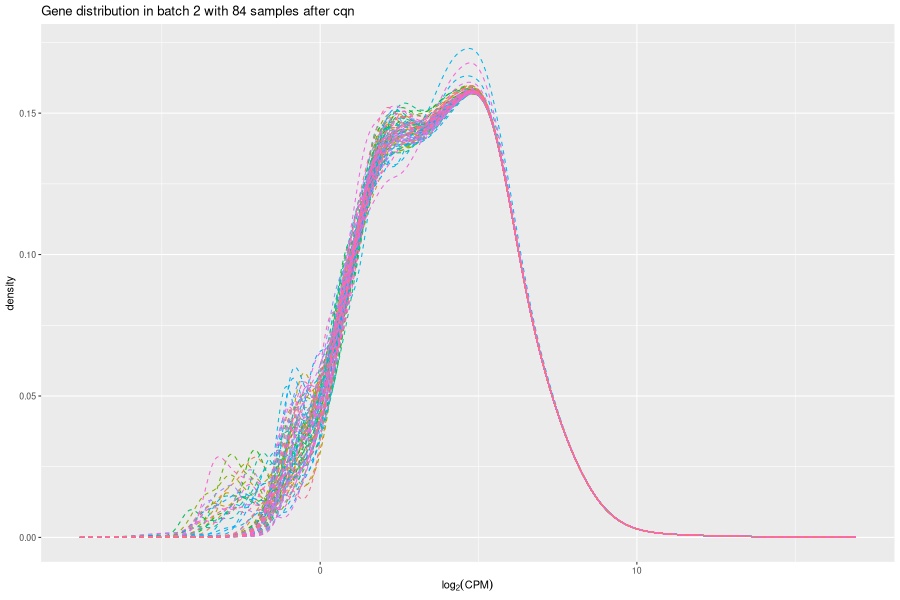 Gene distribution in batch 2 with 84 samples after cqn
0.15
0.10
density
0.05
0.00
0
10
log₂(CPM)